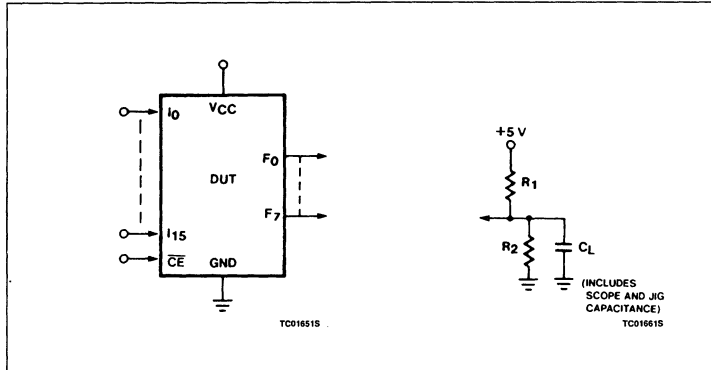 VCC
I0
DUT
F0
F7
I15
CE
GND
TC01651S
+5 V
R1
R2
CL
(INCLUDES
SCOPE AND JIG
CAPACITANCE)
TC01661S